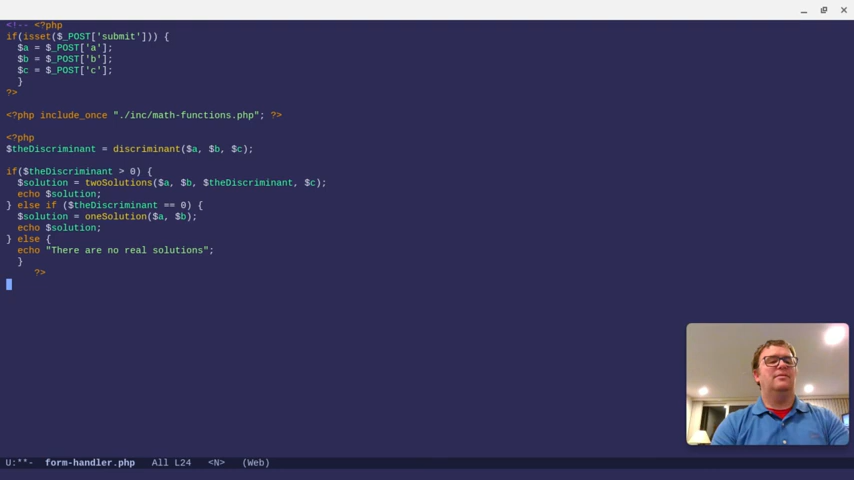 <!-- <?php
if(isset($_POST['submit'])) {
$a = $_POST['a'];
$b = $_POST['b'];
$c = $_POST['c'];
}
?>
<?php include_once "./inc/math-functions.php"; ?>
<?php
$theDiscriminant = discriminant($a, $b, $c);
if($theDiscriminant > 0) {
$solution = twoSolutions($a, $b, $theDiscriminant, $c);
echo $solution;
} else if ($theDiscriminant == 0) {
$solution = oneSolution($a, $b);
echo $solution;
} else {
echo "There are no real solutions";
}
?>
U:**- form-handler.php All L24 <N> (Web)